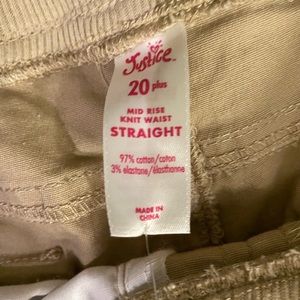 Justice
20 plus
MID RISE
KNIT WAIST
STRAIGHT
97% cotton/coton
3% elastane/élasthanne
MADE IN
CHINA